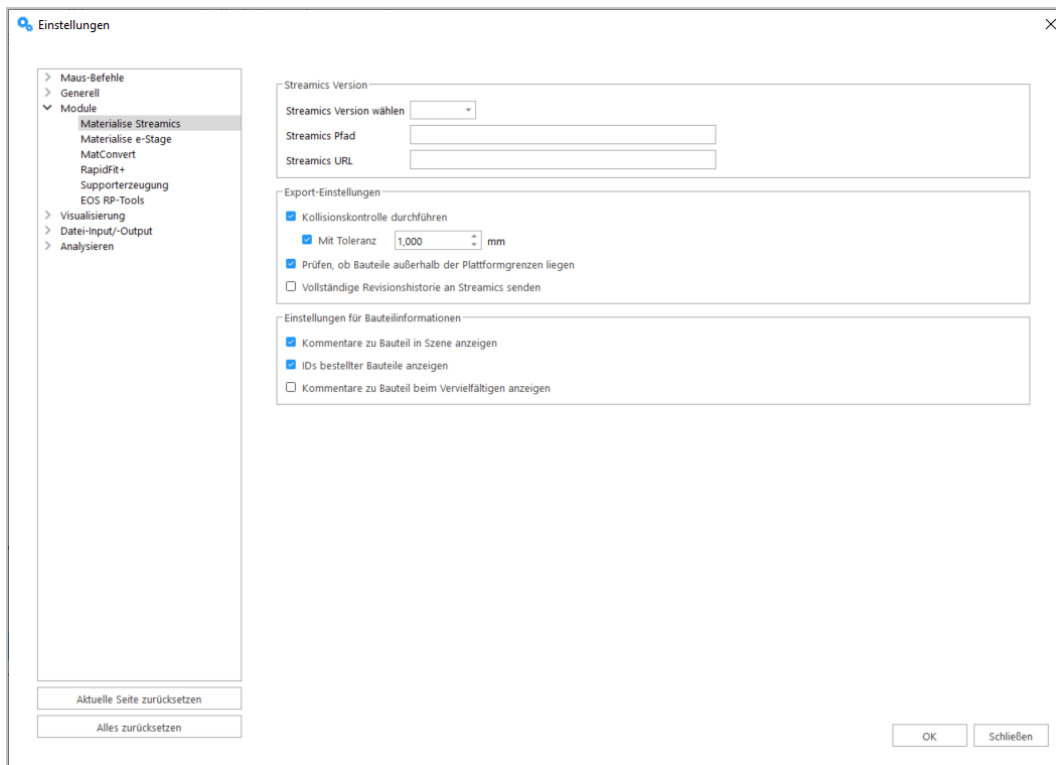 Einstellungen
Maus-Befehle
Generell
Module
Materialise Streamics
Materialise e-Stage
MatConvert
RapidFit+
Supporterzeugung
EOS RP-Tools
Visualisierung
Datei-Input/-Output
Analysieren
Aktuelle Seite zurücksetzen
Alles zurücksetzen
Streamics Version
Streamics Version wählen
Streamics Pfad
Streamics URL
Export-Einstellungen
Kollisionskontrolle durchführen
Mit Toleranz 1,000 mm
Prüfen, ob Bauteile außerhalb der Plattformgrenzen liegen
Vollständige Revisionshistorie an Streamics senden
Einstellungen für Bauteilinformationen
Kommentare zu Bauteil in Szene anzeigen
IDs bestellter Bauteile anzeigen
Kommentare zu Bauteil beim Vervielfältigen anzeigen
OK Schließen